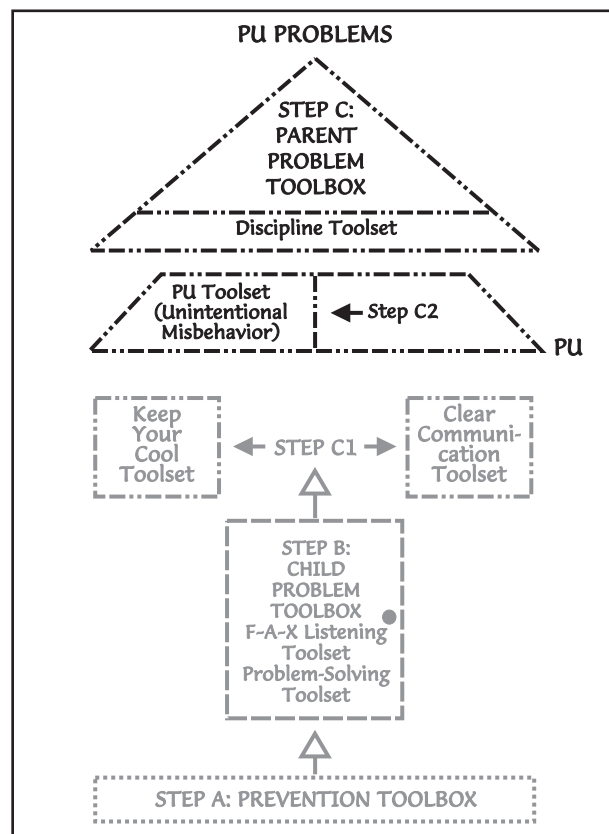 PU PROBLEMS
STEP C:
PARENT
PROBLEM
TOOLBOX
Discipline Toolset
PU Toolset
(Unintentional
Misbehavior)
Step C2
PU
Keep
Your
Cool
Toolset
STEP C1
Clear
Communi-
cation
Toolset
STEP B:
CHILD
PROBLEM
TOOLBOX
F-A-X Listening
Toolset
Problem-Solving
Toolset
STEP A: PREVENTION TOOLBOX